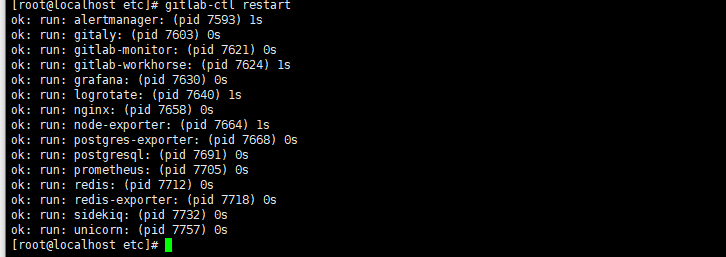 [root@localhost etc]# gitlab-ctl restart
ok: run: alertmanager: (pid 7593) 1s
ok: run: gitaly: (pid 7603) 0s
ok: run: gitlab-monitor: (pid 7621) 0s
ok: run: gitlab-workhorse: (pid 7624) 1s
ok: run: grafana: (pid 7630) 0s
ok: run: logrotate: (pid 7640) 1s
ok: run: nginx: (pid 7658) 0s
ok: run: node-exporter: (pid 7664) 1s
ok: run: postgres-exporter: (pid 7668) 0s
ok: run: postgresql: (pid 7691) 0s
ok: run: prometheus: (pid 7705) 0s
ok: run: redis: (pid 7712) 0s
ok: run: redis-exporter: (pid 7718) 0s
ok: run: sidekiq: (pid 7732) 0s
ok: run: unicorn: (pid 7757) 0s
[root@localhost etc]#